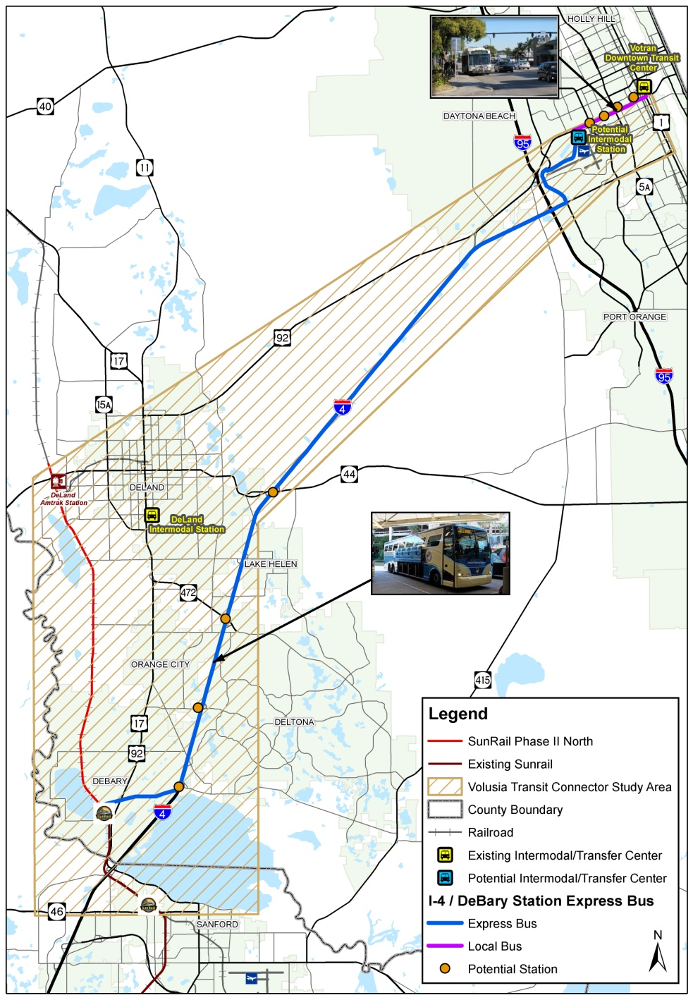 HOLLY HILL
Votran
Downtown Transit
Center
40
DAYTONA BEACH
1
95
Potential
Intermodal
Station
11
5A
PORT ORANGE
92
17
95
15A
4
44
DeLand
Amtrak Station
DELAND
DeLand
Intermodal Station
LAKE HELEN
472
ORANGE CITY
415
17
DELTONA
92
DEBARY
4
SunRail
SunRail
46
SANFORD
Legend
SunRail Phase II North
Existing Sunrail
Volusia Transit Connector Study Area
County Boundary
Railroad
Existing Intermodal/Transfer Center
Potential Intermodal/Transfer Center
I-4 / DeBary Station Express Bus
Express Bus
Local Bus
Potential Station
N